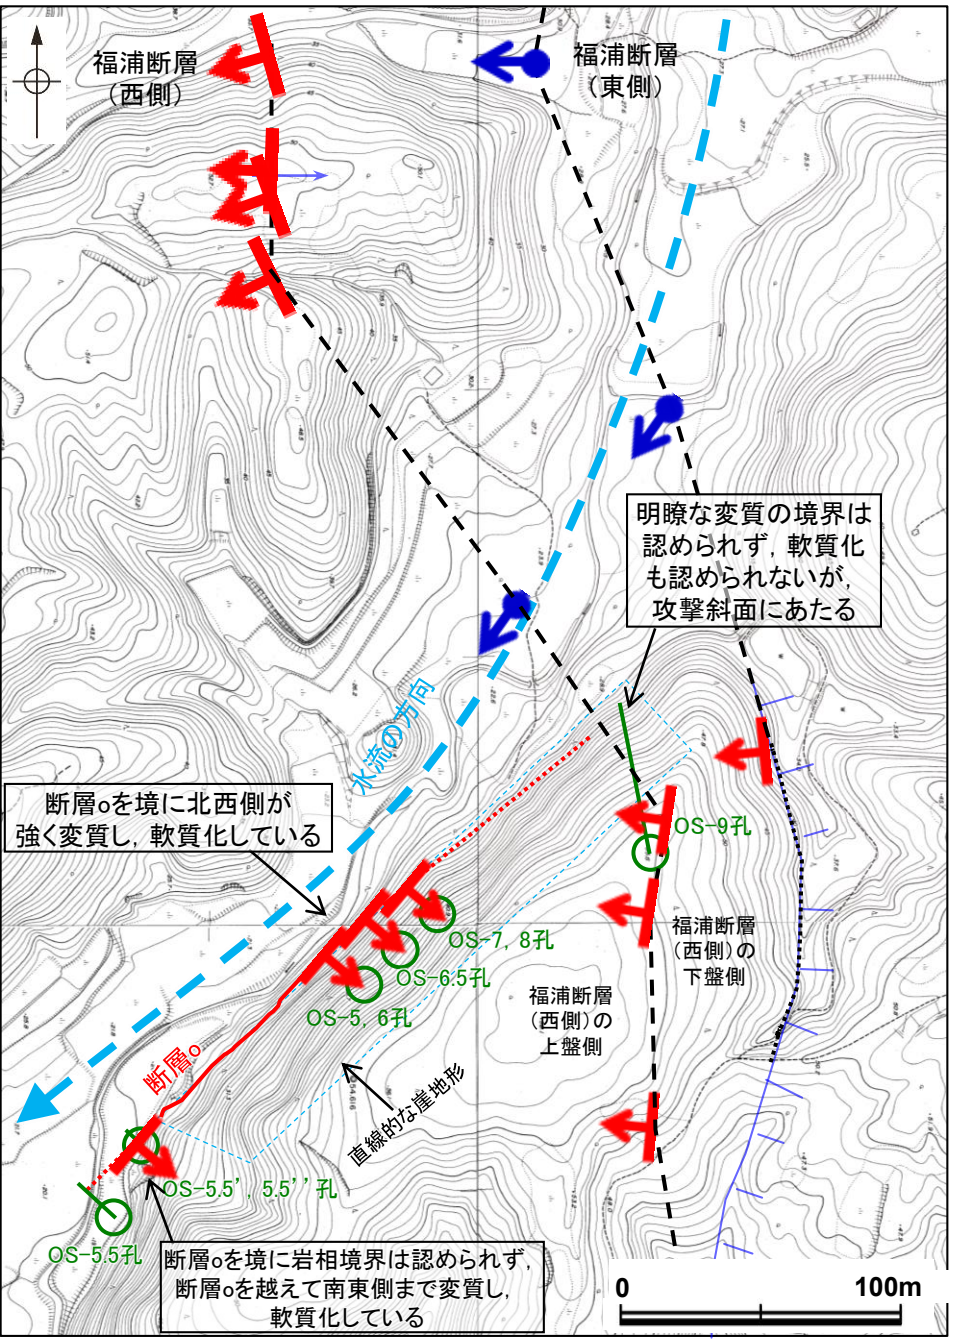 福浦断層
（西側）
福浦断層
（東側）
明瞭な変質の境界は
認められず，軟質化
も認められないが，
攻撃斜面にあたる
水流の方向
断層oを境に北西側が
強く変質し，軟質化している
OS-9孔
OS-7，8孔
OS-6.5孔
OS-5，6孔
福浦断層
（西側）の
下盤側
福浦断層
（西側）の
上盤側
断層o
直線的な崖地形
OS-5.5'，5.5''孔
OS-5.5孔
断層oを境に岩相境界は認められず，
断層oを越えて南東側まで変質し，
軟質化している
0 100m